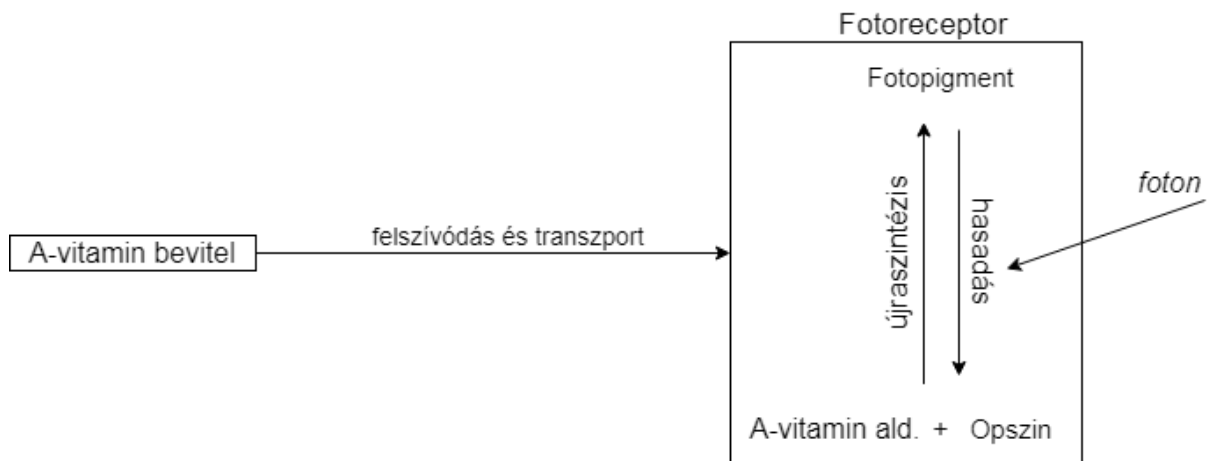 Fotoreceptor
Fotopigment
foton
újraszintézis
hasadás
felszívódás és transzport
A-vitamin bevitel
A-vitamin ald. + Opszin